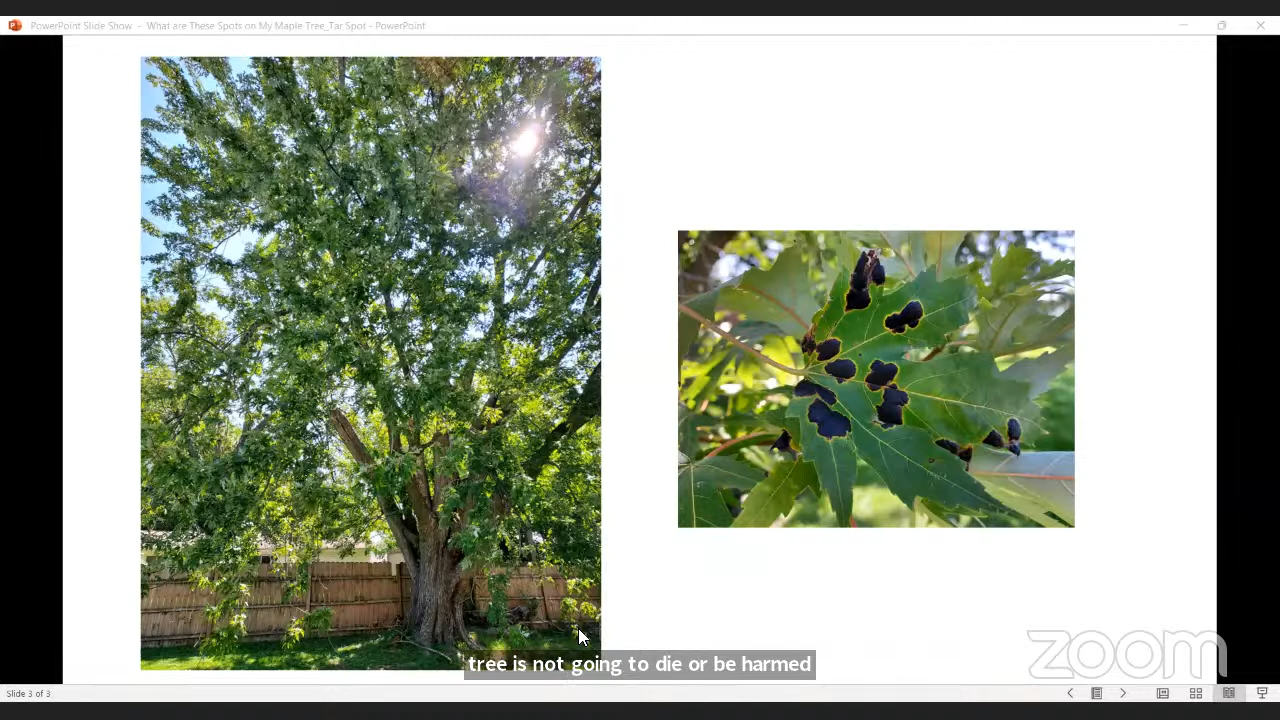 PowerPoint Slide Show - What are These Spots on My Maple Tree_Tar Spot - PowerPoint
tree is not going to die or be harmed
zoom
Slide 3 of 3